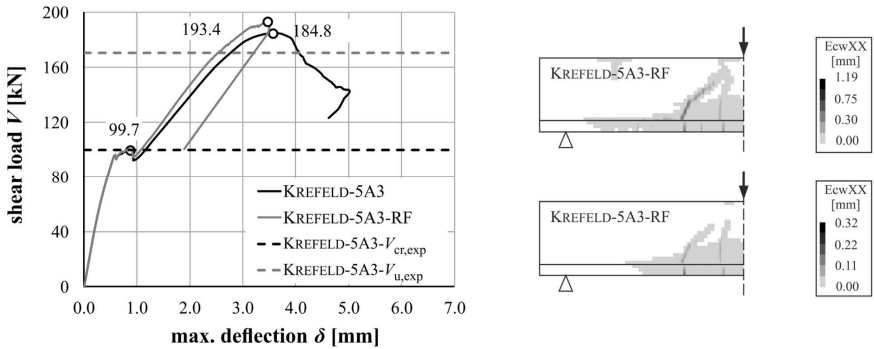 shear load V [kN]
200
160
120
80
40
0
193.4
184.8
99.7
KREFELD-5A3
KREFELD-5A3-RF
KREFELD-5A3-Vcr,exp
KREFELD-5A3-Vu,exp
0.0 1.0 2.0 3.0 4.0 5.0 6.0 7.0
max. deflection δ [mm]
KREFELD-5A3-RF
EcwXX
[mm]
1.19
0.75
0.30
0.00
KREFELD-5A3-RF
EcwXX
[mm]
0.32
0.22
0.11
0.00